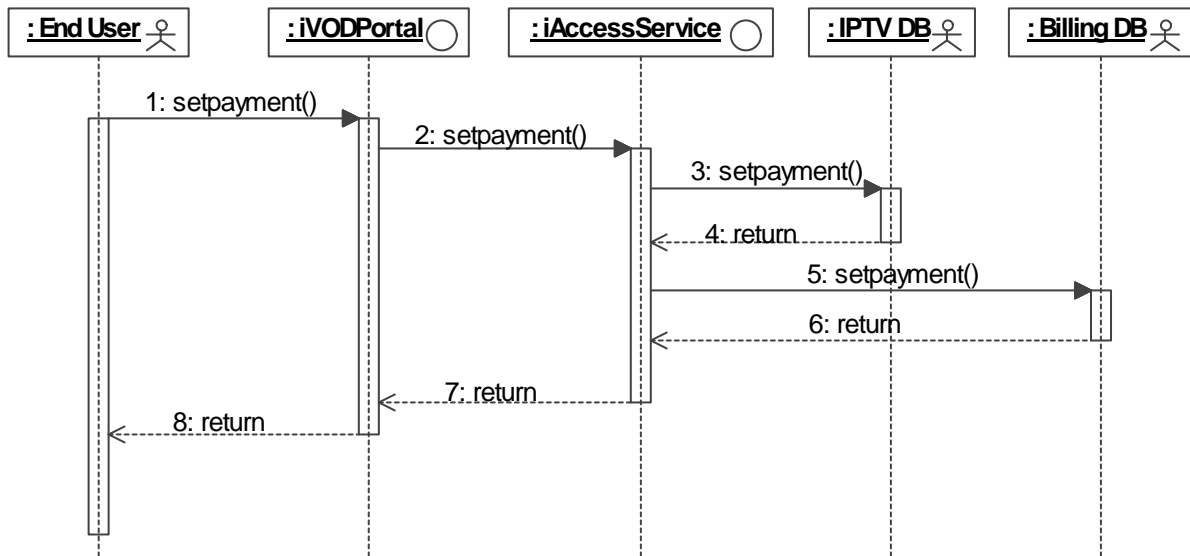 : End User
: iVODPortal
: iAccessService
: IPTV DB
: Billing DB
1: setpayment()
2: setpayment()
3: setpayment()
4: return
5: setpayment()
6: return
7: return
8: return